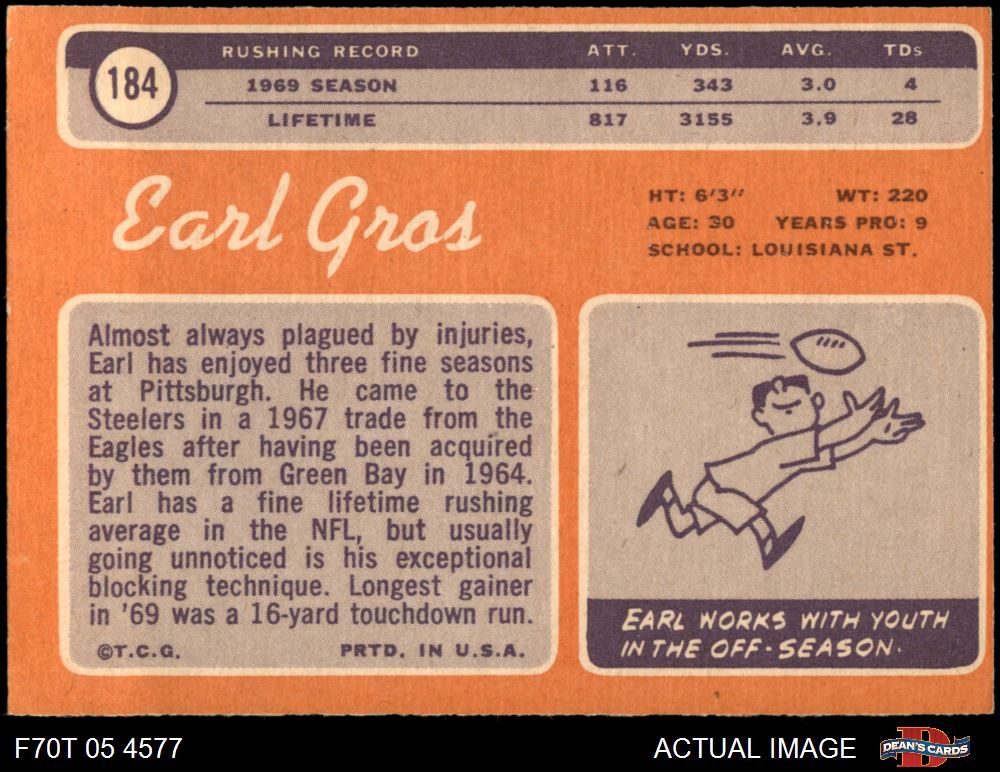 184
RUSHING RECORD ATT. YDS. AVG. TDs
1969 SEASON 116 343 3.0 4
LIFETIME 817 3155 3.9 28
Earl Gros
HT: 6'3" WT: 220
AGE: 30 YEARS PRO: 9
SCHOOL: LOUISIANA ST.
Almost always plagued by injuries,
Earl has enjoyed three fine seasons
at Pittsburgh. He came to the
Steelers in a 1967 trade from the
Eagles after having been acquired
by them from Green Bay in 1964.
Earl has a fine lifetime rushing
average in the NFL, but usually
going unnoticed is his exceptional
blocking technique. Longest gainer
in '69 was a 16-yard touchdown run.
©T.C.G. PRTD. IN U.S.A.
EARL WORKS WITH YOUTH
IN THE OFF-SEASON.
F70T 05 4577
ACTUAL IMAGE
D
DEAN'S CARDS